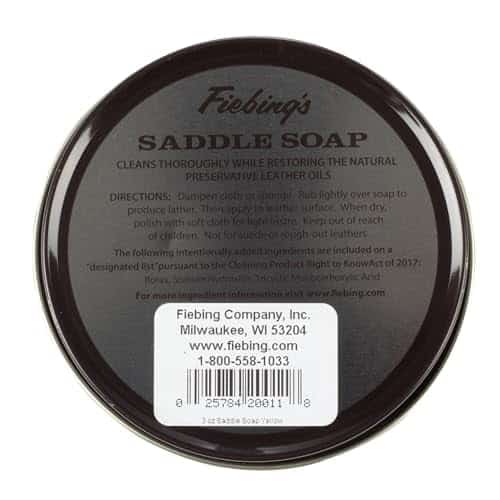 Fiebing's
SADDLE SOAP
CLEANS THOROUGHLY WHILE RESTORING THE NATURAL
PRESERVATIVE LEATHER OILS
DIRECTIONS: Dampen cloth or sponge. Rub lightly over soap to
produce lather. Then apply to leather surface. When dry,
polish with soft cloth for light lustre. Keep out of reach
of children. Not for suede or rough-out leathers.
The following intentionally added ingredients are included on a
"designated list" pursuant to the Cleaning Product Right to Know Act of 2017:
Borax, Sodium Hydroxide, Acid
For more ingredient information visit www.fiebing.com
Fiebing Company, Inc.
Milwaukee, WI 53204
www.fiebing.com
1-800-558-1033
0 25784 20011 8
3 oz Saddle Soap Yellow